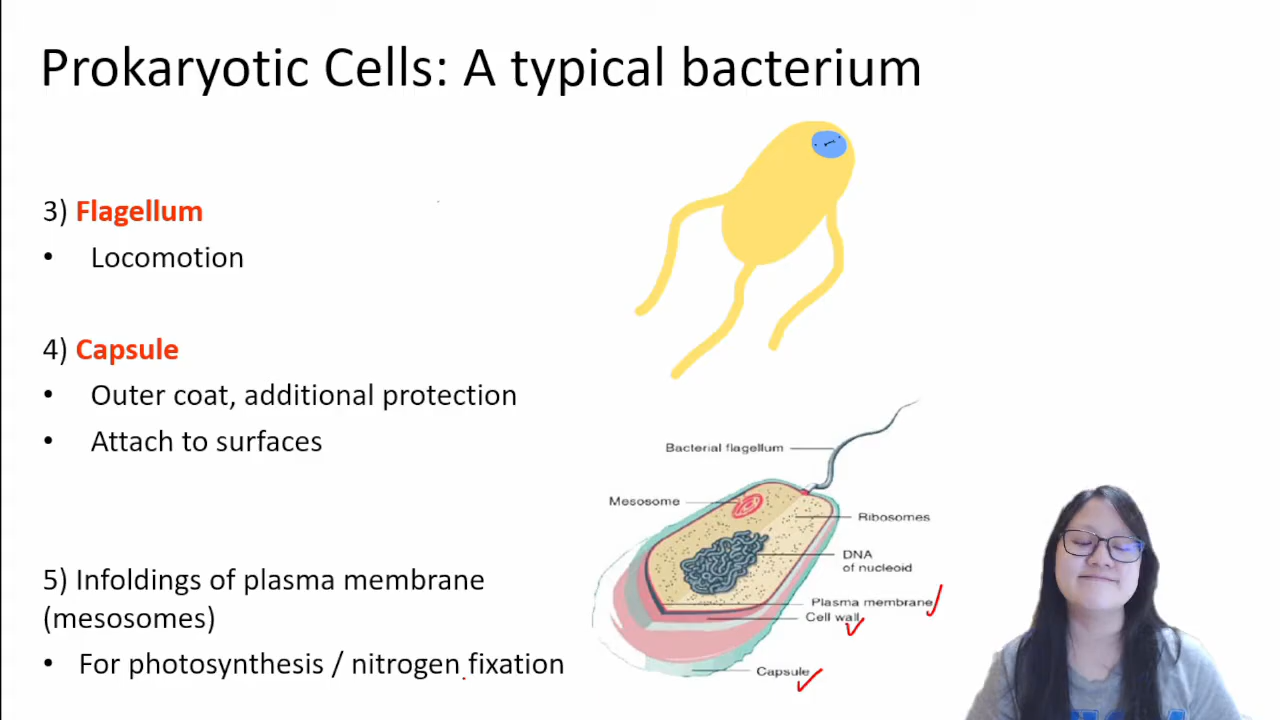 Prokaryotic Cells: A typical bacterium
3) Flagellum
• Locomotion
4) Capsule
• Outer coat, additional protection
• Attach to surfaces
5) Infoldings of plasma membrane
(mesosomes)
• For photosynthesis / nitrogen fixation
Bacterial flagellum
Mesosome
Ribosomes
DNA
of nucleoid
Plasma membrane
Cell wall
Capsule